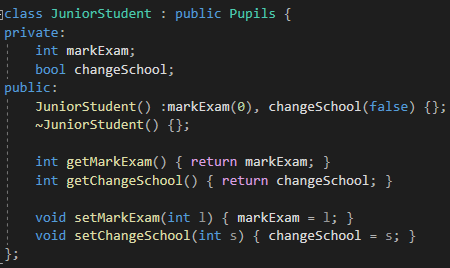 class JuniorStudent : public Pupils {
private:
    int markExam;
    bool changeSchool;
public:
    JuniorStudent() :markExam(0), changeSchool(false) {};
    ~JuniorStudent() {};

    int getMarkExam() { return markExam; }
    int getChangeSchool() { return changeSchool; }

    void setMarkExam(int l) { markExam = l; }
    void setChangeSchool(int s) { changeSchool = s; }
};